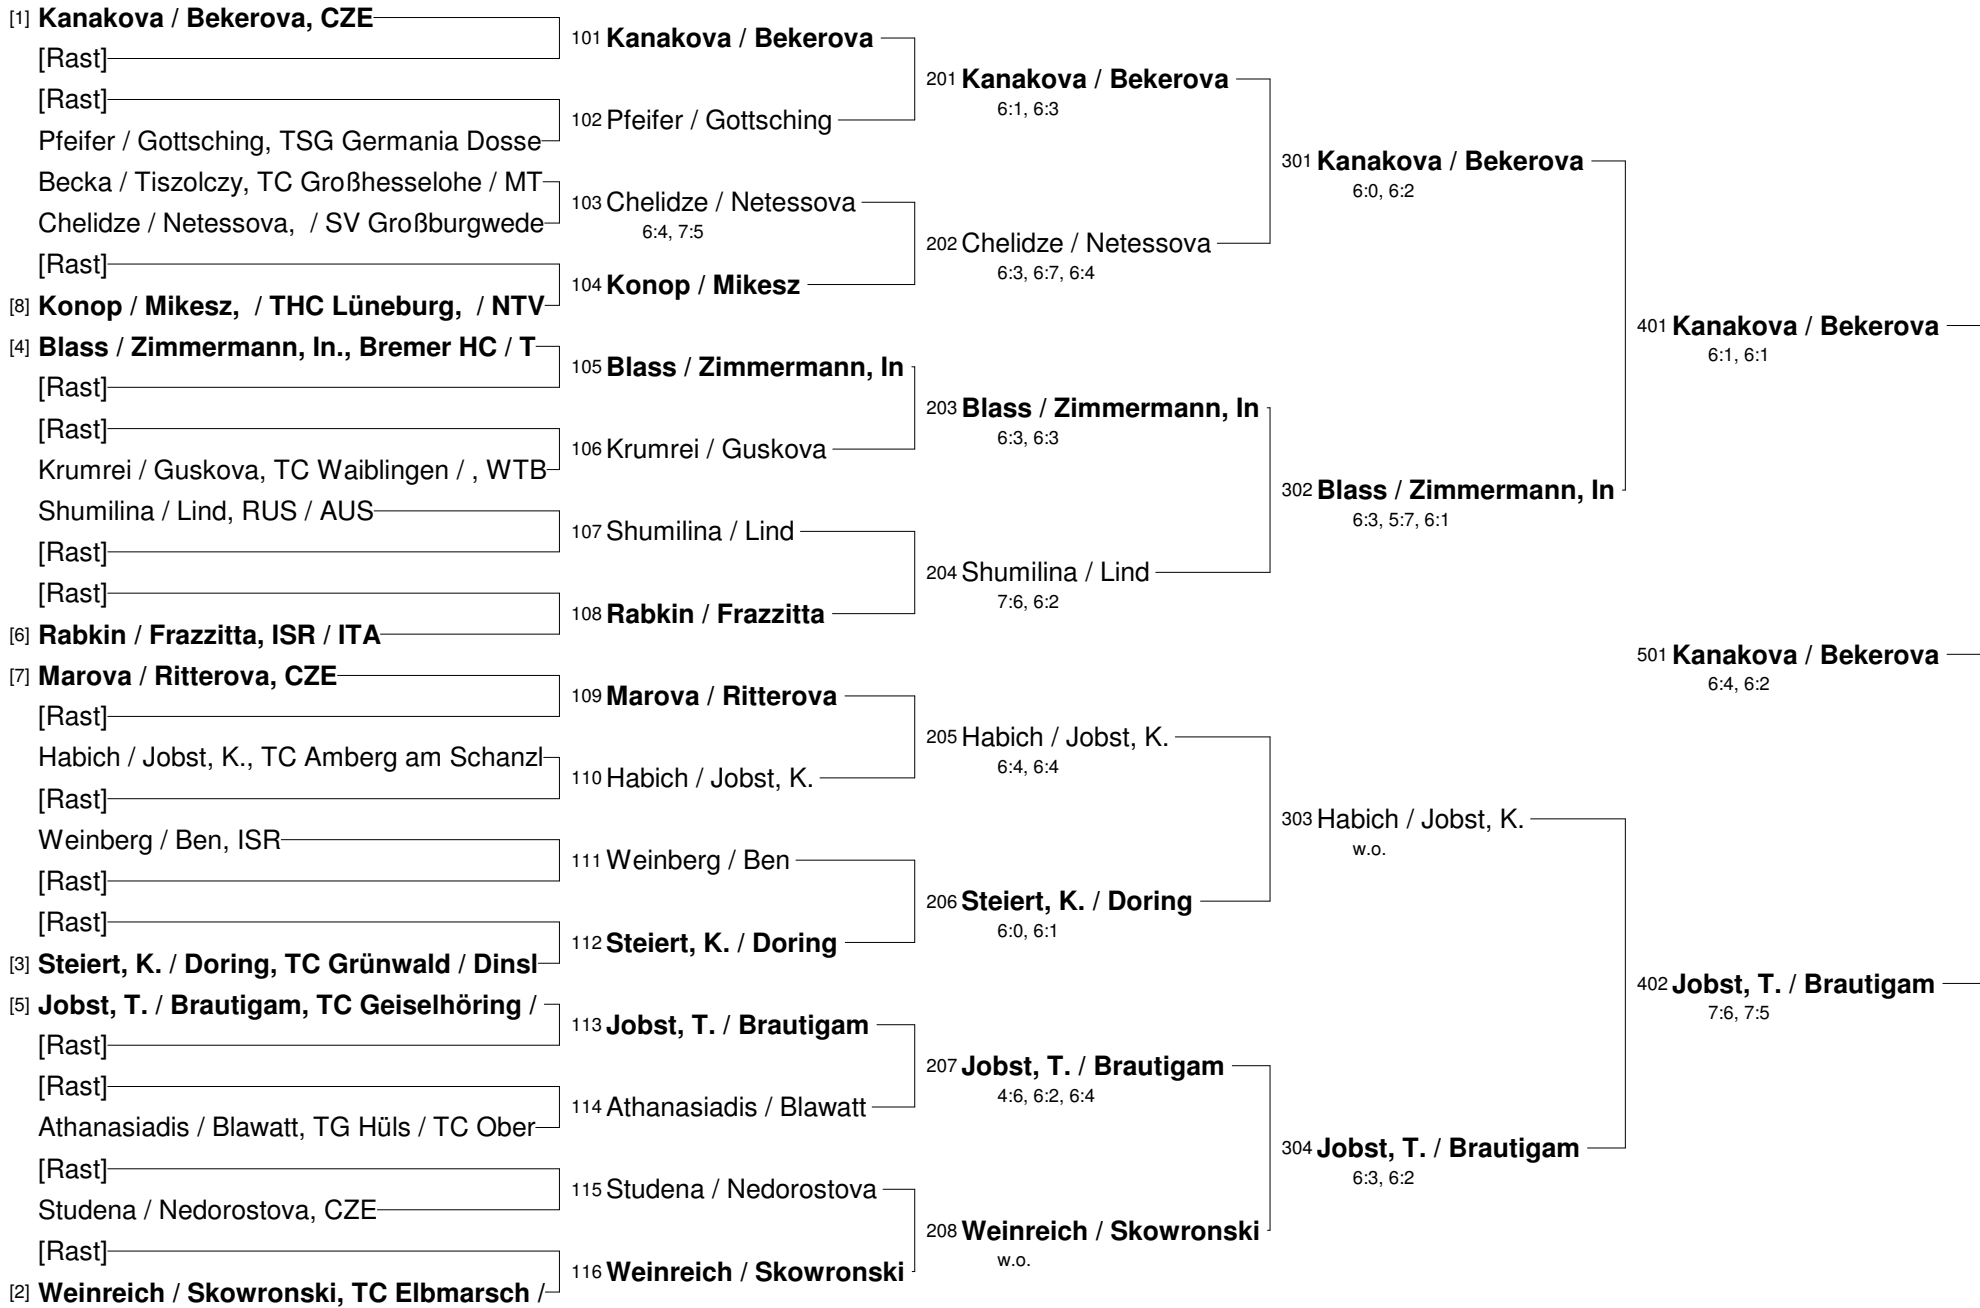 [1] Kanakova / Bekerova, CZE
[Rast]
[Rast]
Pfeifer / Gottsching, TSG Germania Dosse
Becka / Tiszolczy, TC Großhesselohe / MT
Chelidze / Netessova,  / SV Großburgwede
[Rast]
[8] Konop / Mikesz,  / THC Lüneburg,  / NTV
[4] Blass / Zimmermann, In., Bremer HC / T
[Rast]
[Rast]
Krumrei / Guskova, TC Waiblingen / , WTB
Shumilina / Lind, RUS / AUS
[Rast]
[Rast]
[6] Rabkin / Frazzitta, ISR / ITA
[7] Marova / Ritterova, CZE
[Rast]
Habich / Jobst, K., TC Amberg am Schanzl
[Rast]
Weinberg / Ben, ISR
[Rast]
[Rast]
[3] Steiert, K. / Doring, TC Grünwald / Dinsl
[5] Jobst, T. / Brautigam, TC Geiselhöring /
[Rast]
[Rast]
Athanasiadis / Blawatt, TG Hüls / TC Ober
[Rast]
Studena / Nedorostova, CZE
[Rast]
[2] Weinreich / Skowronski, TC Elbmarsch /
101 Kanakova / Bekerova
102 Pfeifer / Gottsching
103 Chelidze / Netessova
6:4, 7:5
104 Konop / Mikesz
105 Blass / Zimmermann, In
106 Krumrei / Guskova
107 Shumilina / Lind
108 Rabkin / Frazzitta
109 Marova / Ritterova
110 Habich / Jobst, K.
111 Weinberg / Ben
112 Steiert, K. / Doring
113 Jobst, T. / Brautigam
114 Athanasiadis / Blawatt
115 Studena / Nedorostova
116 Weinreich / Skowronski
201 Kanakova / Bekerova
6:1, 6:3
202 Chelidze / Netessova
6:3, 6:7, 6:4
203 Blass / Zimmermann, In
6:3, 6:3
204 Shumilina / Lind
7:6, 6:2
205 Habich / Jobst, K.
6:4, 6:4
206 Steiert, K. / Doring
6:0, 6:1
207 Jobst, T. / Brautigam
4:6, 6:2, 6:4
208 Weinreich / Skowronski
w.o.
301 Kanakova / Bekerova
6:0, 6:2
302 Blass / Zimmermann, In
6:3, 5:7, 6:1
303 Habich / Jobst, K.
w.o.
304 Jobst, T. / Brautigam
6:3, 6:2
401 Kanakova / Bekerova
6:1, 6:1
402 Jobst, T. / Brautigam
7:6, 7:5
501 Kanakova / Bekerova
6:4, 6:2